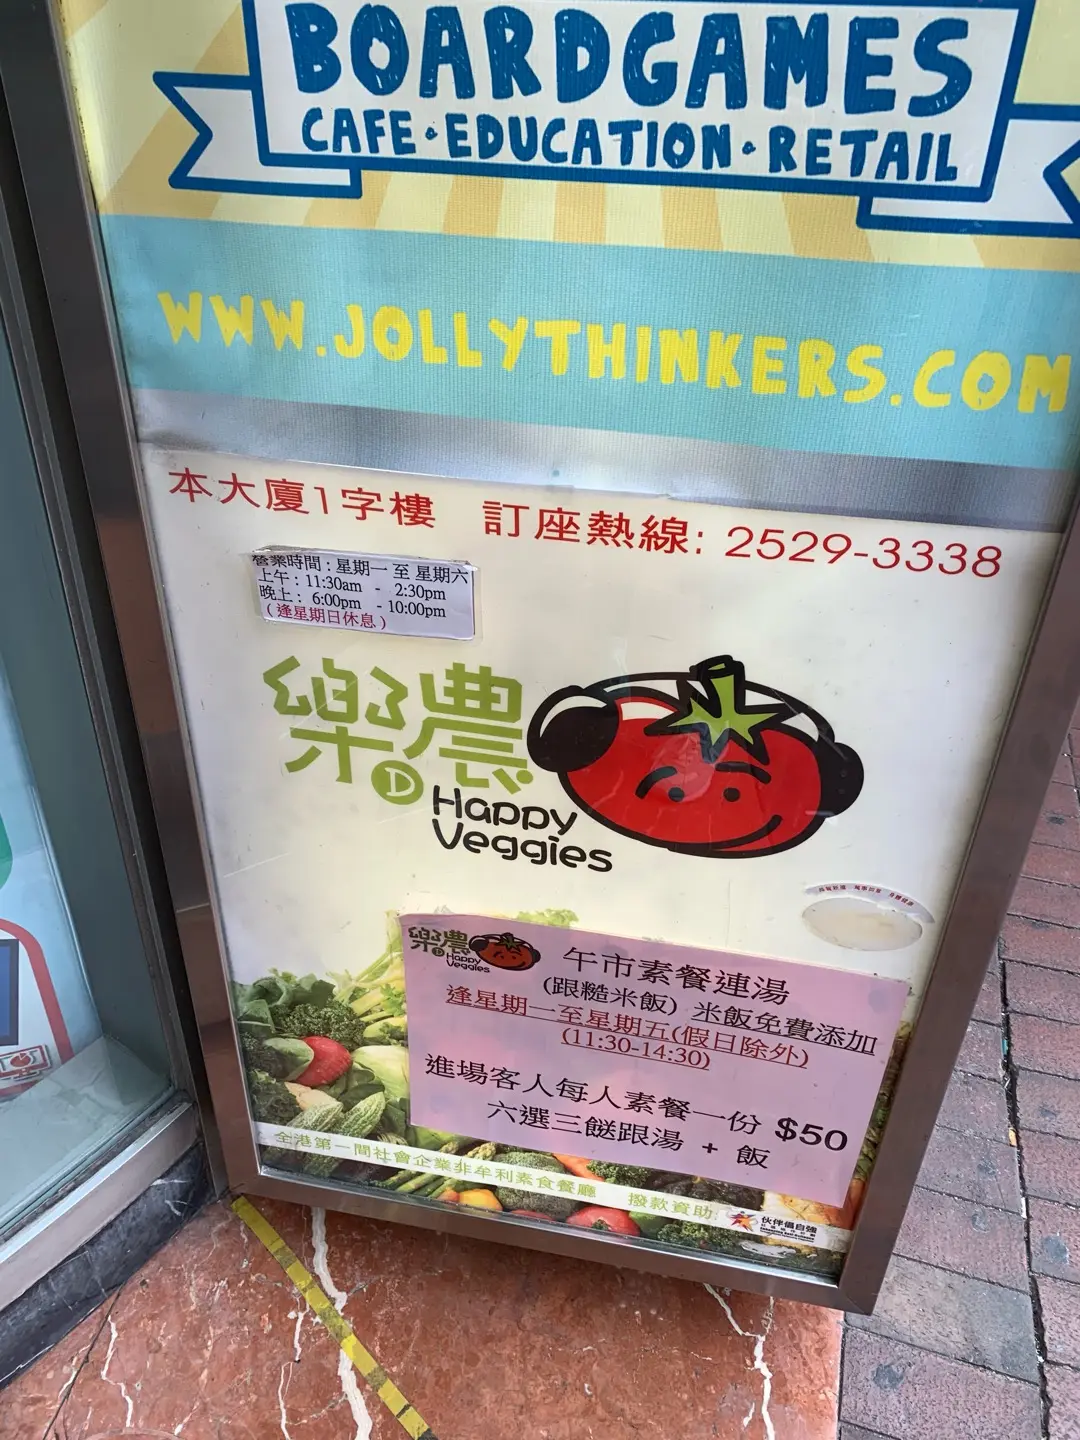 BOARDGAMES
CAFE • EDUCATION • RETAIL
WWW.JOLLYTHINKERS.COM
本大廈1字樓 訂座熱線: 2529-3338
營業時間 : 星期一 至 星期六
上午 : 11:30am - 2:30pm
晚上 : 6:00pm - 10:00pm
( 逢星期日休息 )
樂農
D
Happy
Veggies
樂農
D
Happy
Veggies
午市素餐連湯
(跟糙米飯) 米飯免費添加
逢星期一至星期五(假日除外)
(11:30-14:30)
進場客人每人素餐一份 $50
六選三餸跟湯 + 飯
全港第一間社會企業非牟利素食餐廳 撥款資助:
伙伴倡自強